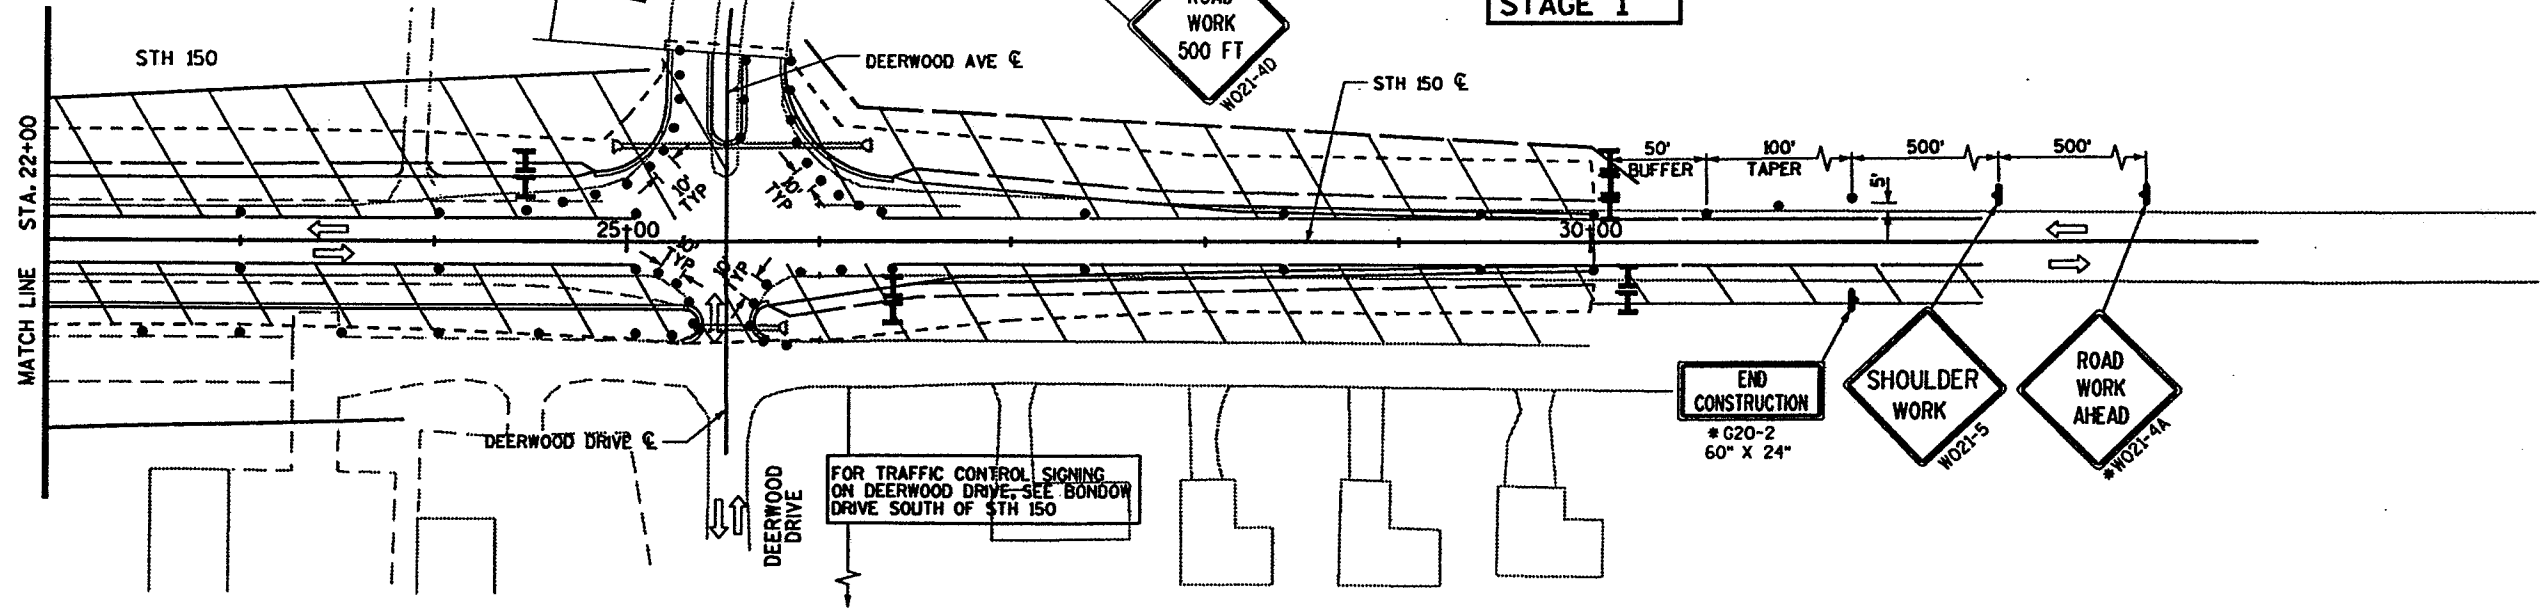 STAGE 1
ROAD
WORK
500 FT
WO21-4D
STH 150
DEERWOOD AVE ℄
STH 150 ℄
MATCH LINE STA. 22+00
50'
BUFFER
100'
TAPER
500'
500'
5'
10'
TYP
10'
TYP
25+00
30+00
10'
TYP
10'
TYP
END
CONSTRUCTION
* G20-2
60" X 24"
SHOULDER
WORK
WO21-5
ROAD
WORK
AHEAD
*WO21-4A
DEERWOOD DRIVE ℄
DEERWOOD
DRIVE
FOR TRAFFIC CONTROL SIGNING
ON DEERWOOD DRIVE, SEE BONDOW
DRIVE SOUTH OF STH 150